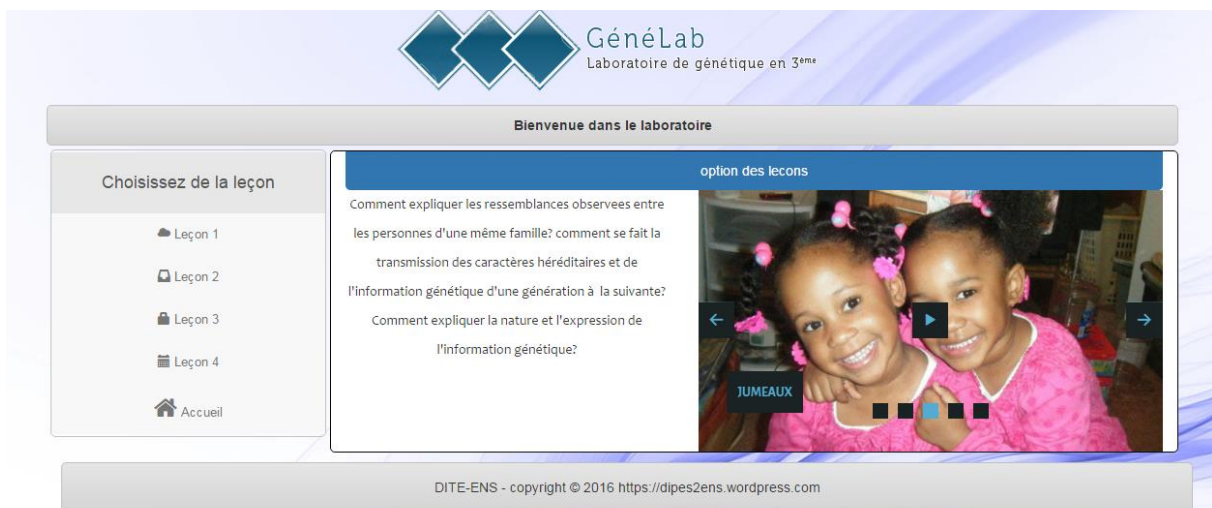 GénéLab
Laboratoire de génétique en 3ème
Bienvenue dans le laboratoire
Choisissez de la leçon
Leçon 1
Leçon 2
Leçon 3
Leçon 4
Accueil
option des lecons
Comment expliquer les ressemblances observees entre
les personnes d'une même famille? comment se fait la
transmission des caractères héréditaires et de
l'information génétique d'une génération à la suivante?
Comment expliquer la nature et l'expression de
l'information génétique?
JUMEAUX
DITE-ENS - copyright © 2016 https://dipes2ens.wordpress.com